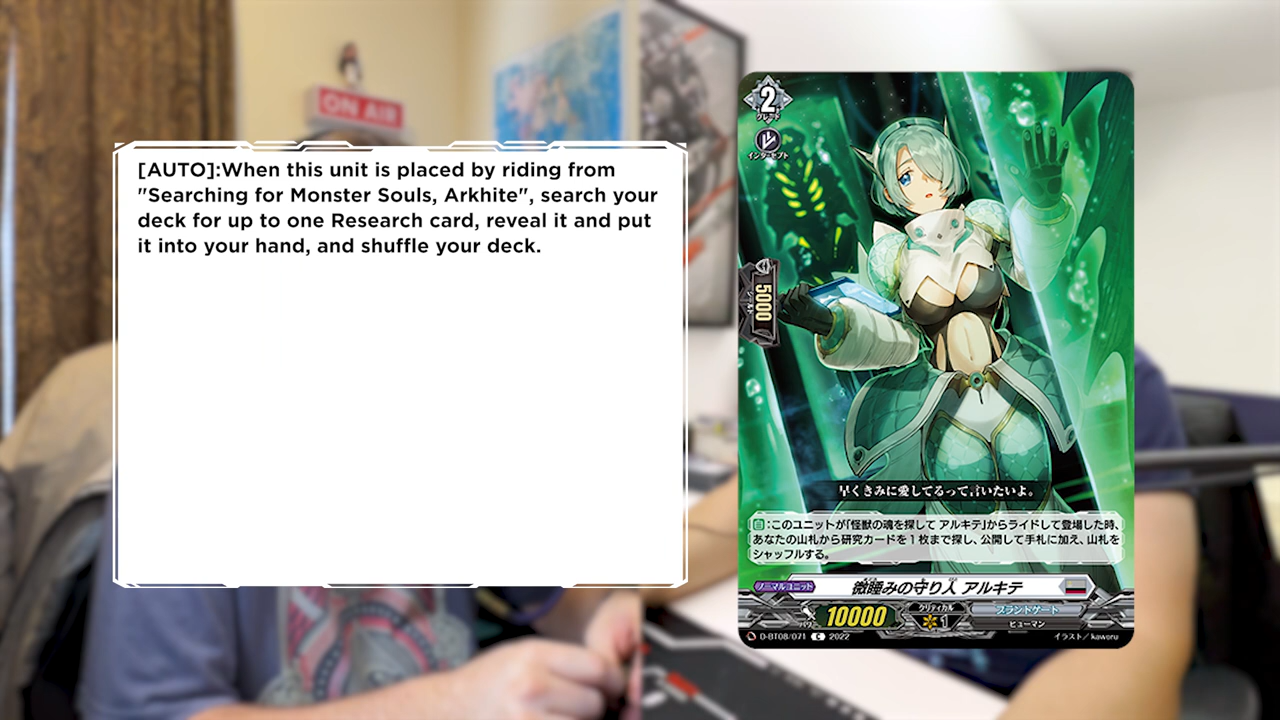 ON AIR
[AUTO]:When this unit is placed by riding from
"Searching for Monster Souls, Arkhite", search your
deck for up to one Research card, reveal it and put
it into your hand, and shuffle your deck.
2
グレード
インターセプト
5000
シールド
早くきみに愛してるって言いたいよ。
:このユニットが「怪獣の魂を探して アルキテ」からライドして登場した時、
あなたの山札から研究カードを1枚まで探し、公開して手札に加え、山札を
シャッフルする。
ノーマルユニット
微睡みの守り人 アルキテ
パワー 10000
クリティカル
1
ブラントゲート
ヒューマン
D-BT08/071 C 2022
イラスト/ kaworu